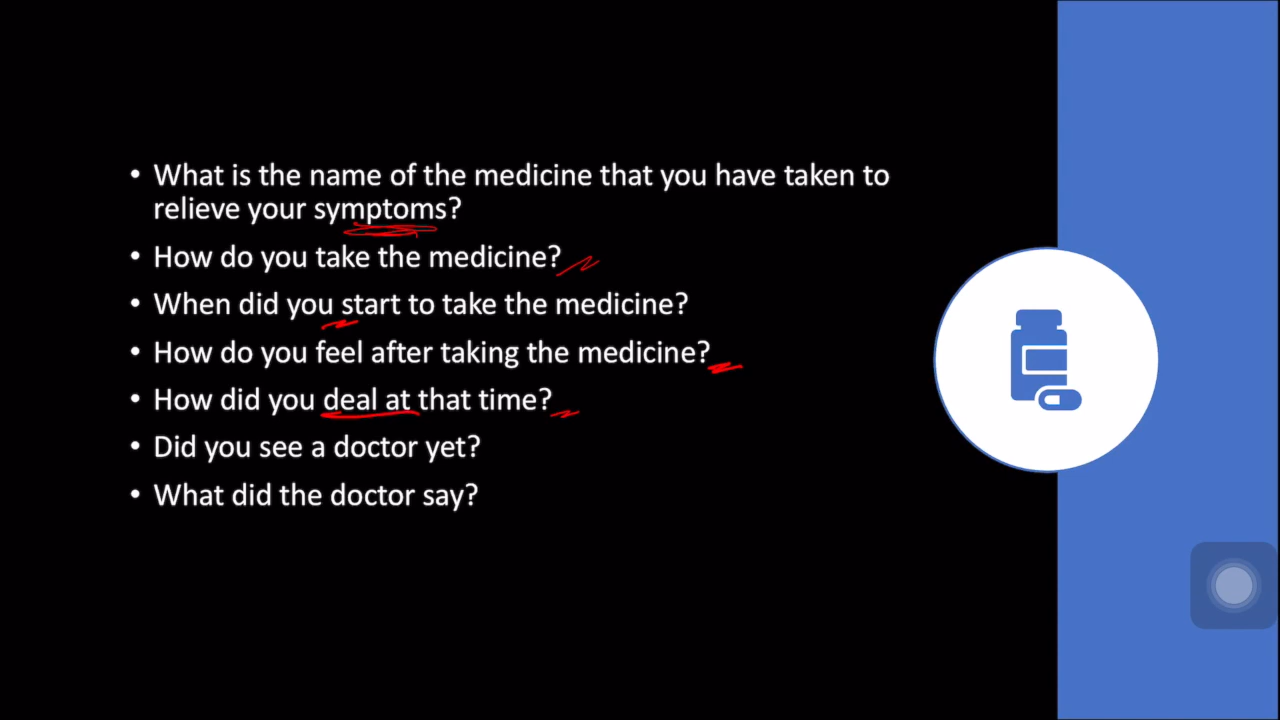 • What is the name of the medicine that you have taken to
relieve your symptoms?
• How do you take the medicine?
• When did you start to take the medicine?
• How do you feel after taking the medicine?
• How did you deal at that time?
• Did you see a doctor yet?
• What did the doctor say?